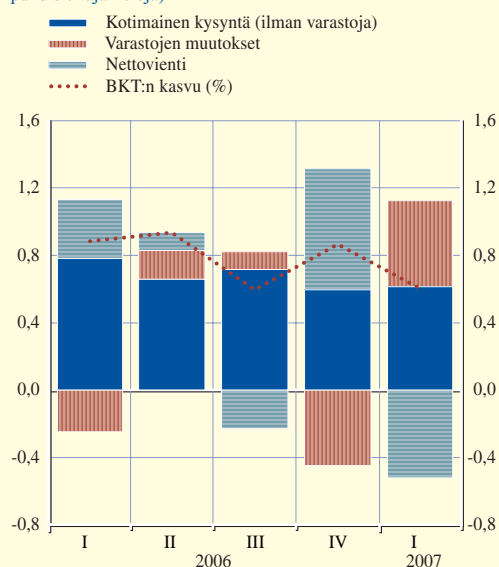 Kotimainen kysyntä (ilman varastoja)
Varastojen muutokset
Nettovienti
BKT:n kasvu (%)
1,6 1,6
1,2 1,2
0,8 0,8
0,4 0,4
0,0 0,0
-0,4 -0,4
-0,8 -0,8
I II III IV I
2006 2007